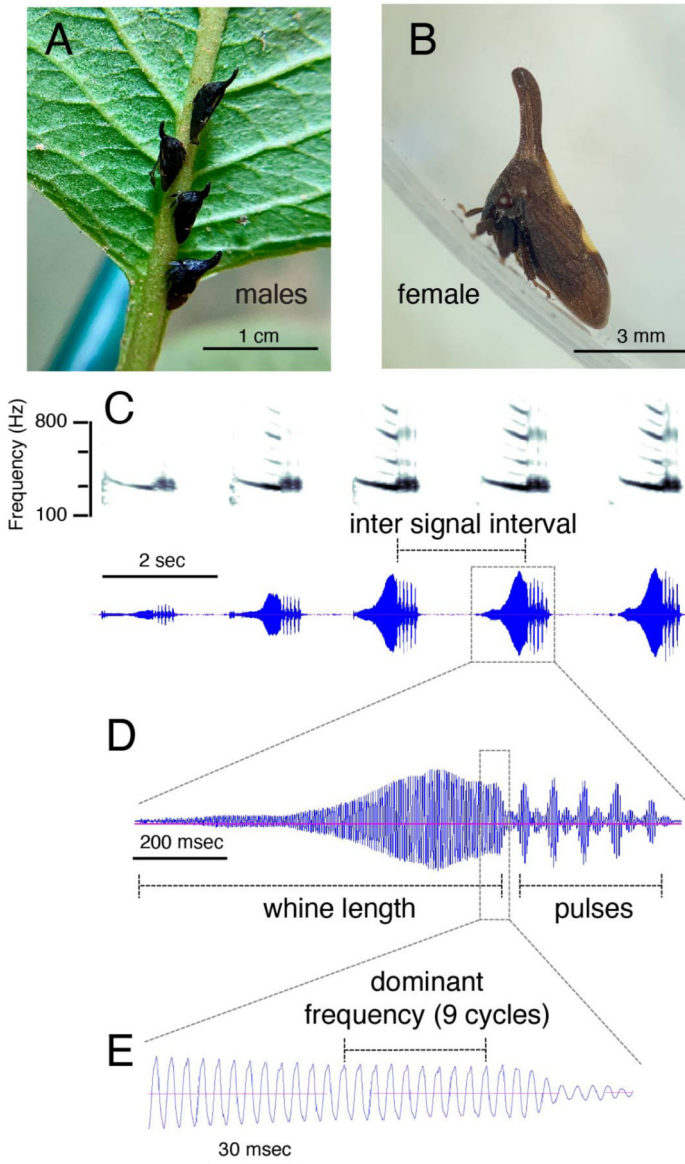 A
males
1 cm
B
female
3 mm
C
Frequency (Hz)
800
100
inter signal interval
2 sec
D
200 msec
whine length
pulses
dominant
frequency (9 cycles)
E
30 msec